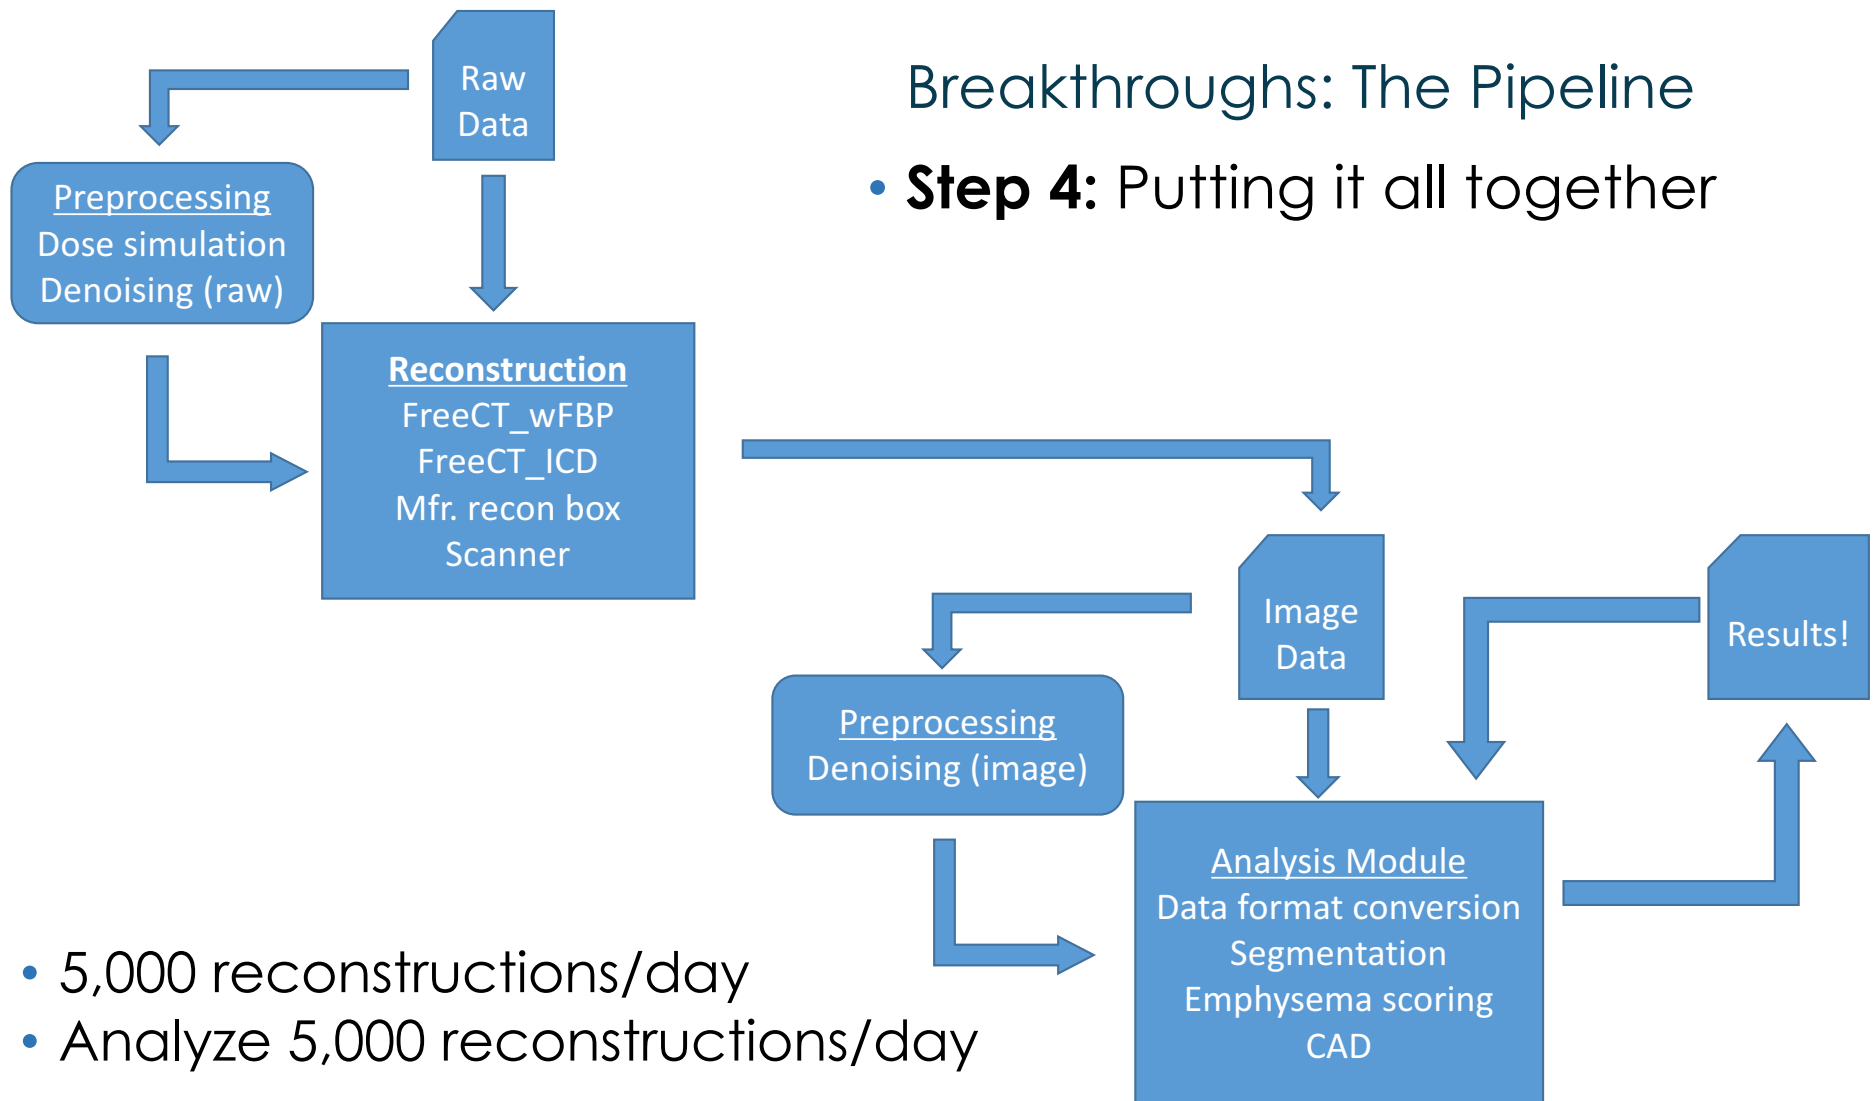 Breakthroughs: The Pipeline
• Step 4: Putting it all together
Raw
Data
Preprocessing
Dose simulation
Denoising (raw)
Reconstruction
FreeCT_wFBP
FreeCT_ICD
Mfr. recon box
Scanner
Image
Data
Results!
Preprocessing
Denoising (image)
Analysis Module
Data format conversion
Segmentation
Emphysema scoring
CAD
• 5,000 reconstructions/day
• Analyze 5,000 reconstructions/day